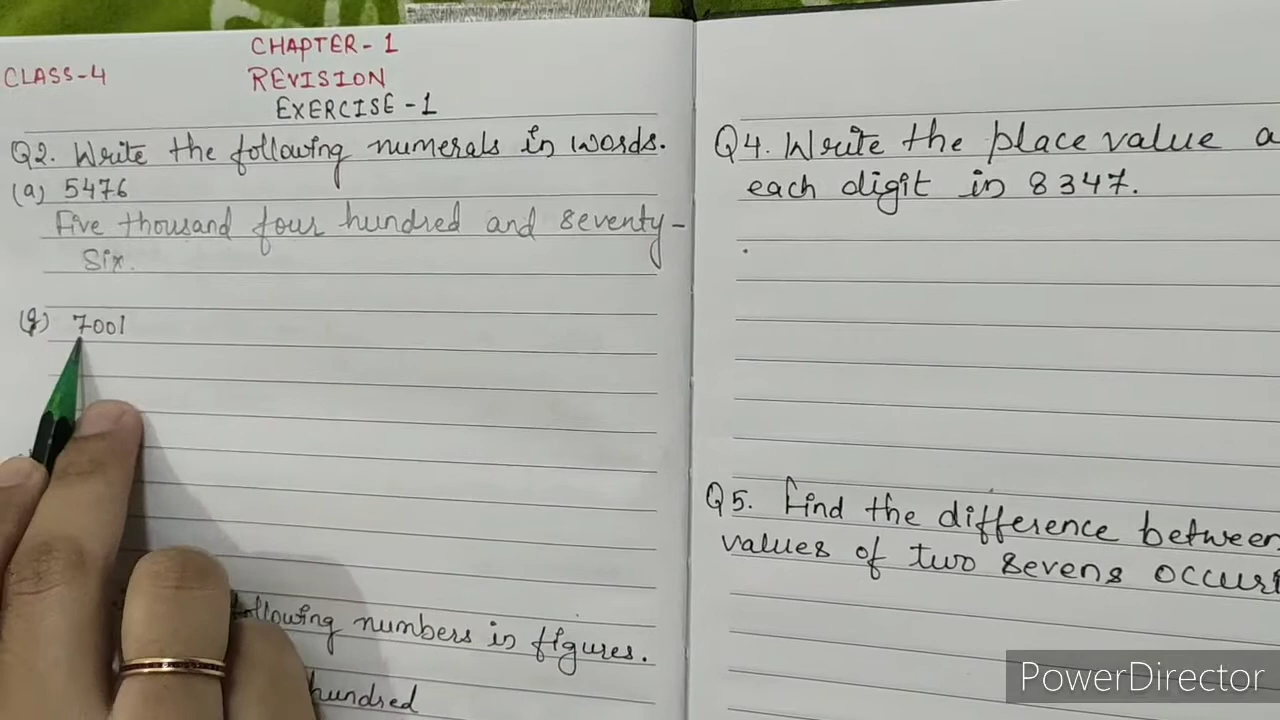 CHAPTER-1
CLASS-4 REVISION
EXERCISE-1
Q2. Write the following numerals in words.
(a) 5476
Five thousand four hundred and seventy-
Six.
7001
following numbers in figures.
hundred
Q4. Write the place value
each digit in 8347.
Q5. Find the difference between
values of two sevens
PowerDirector